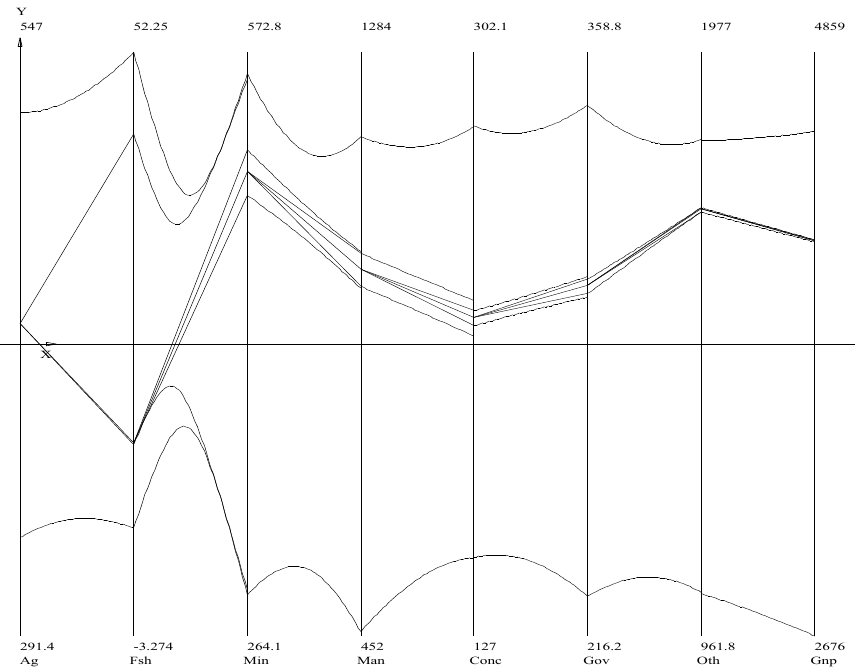 Y
547 52.25 572.8 1284 302.1 358.8 1977 4859
X
291.4 -3.274 264.1 452 127 216.2 961.8 2676
Ag Fsh Min Man Conc Gov Oth Gnp